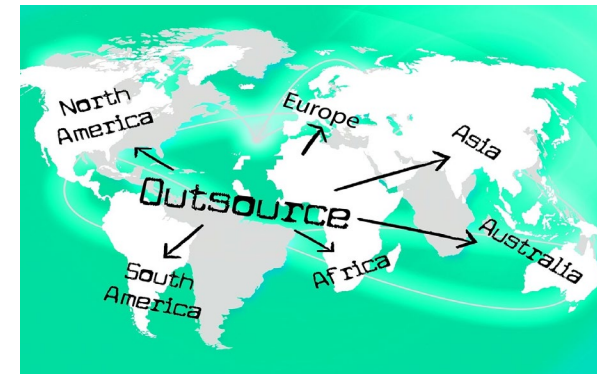 North
America
Europe
Asia
Outsource
Australia
South
America
Africa